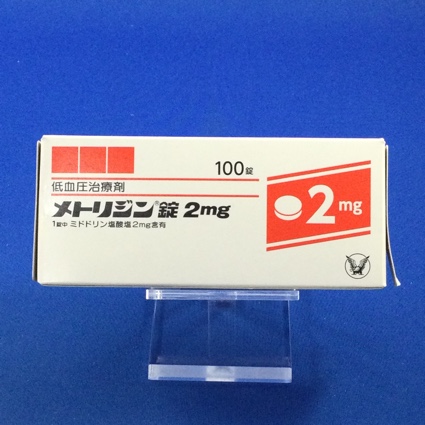 100錠
低血圧治療剤
メトリジン®錠 2mg
1錠中 ミドドリン塩酸塩2mg含有
2mg